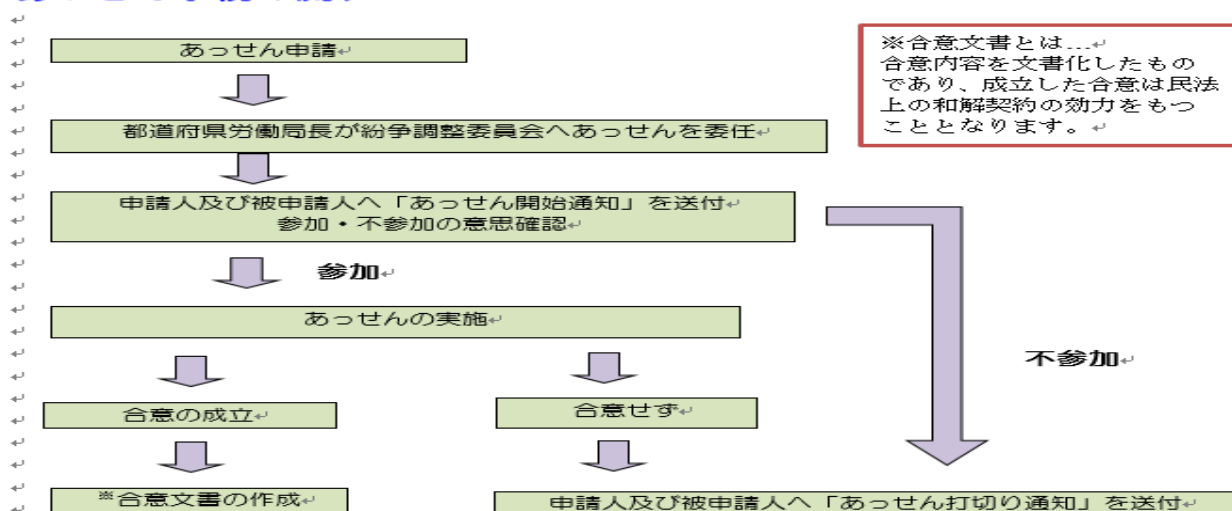 あっせん申請
※合意文書とは…
合意内容を文書化したもの
であり、成立した合意は民法
上の和解契約の効力をもつ
こととなります。
都道府県労働局長が紛争調整委員会へあっせんを委任
申請人及び被申請人へ「あっせん開始通知」を送付
参加・不参加の意思確認
参加
あっせんの実施
不参加
合意の成立
合意せず
※合意文書の作成
申請人及び被申請人へ「あっせん打切り通知」を送付